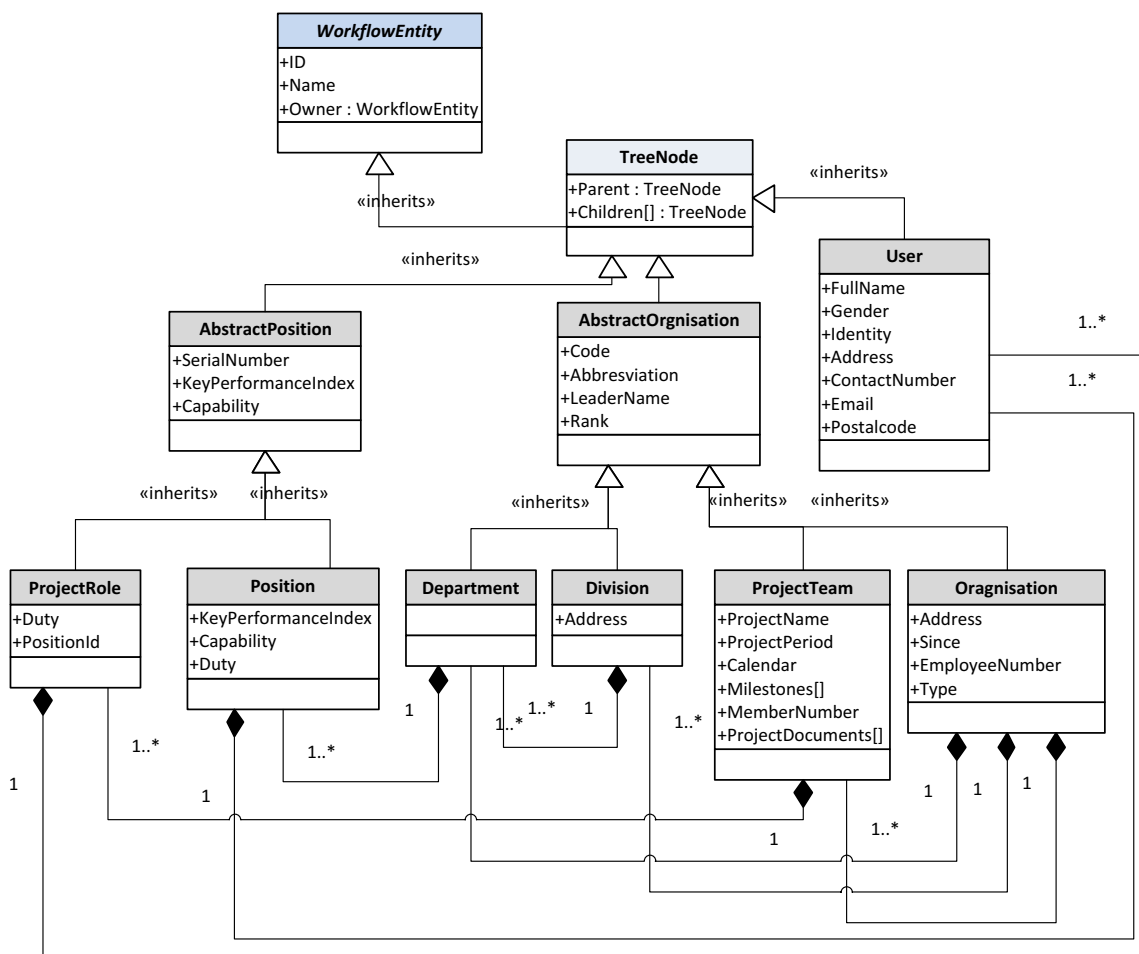 WorkflowEntity
+ID
+Name
+Owner : WorkflowEntity
TreeNode
+Parent : TreeNode
+Children[] : TreeNode
«inherits»
«inherits»
«inherits»
User
+FullName
+Gender
+Identity
+Address
+ContactNumber
+Email
+Postalcode
1..*
1..*
AbstractPosition
+SerialNumber
+KeyPerformanceIndex
+Capability
AbstractOrgnisation
+Code
+Abbresviation
+LeaderName
+Rank
«inherits»
«inherits»
«inherits»
«inherits»
«inherits»
ProjectRole
+Duty
+PositionId
Position
+KeyPerformanceIndex
+Capability
+Duty
Department
Division
+Address
ProjectTeam
+ProjectName
+ProjectPeriod
+Calendar
+Milestones[]
+MemberNumber
+ProjectDocuments[]
Oragnisation
+Address
+Since
+EmployeeNumber
+Type
1
1..*
1..*
1
1..*
1..*
1..*
1
1
1
1
1
1..*
1